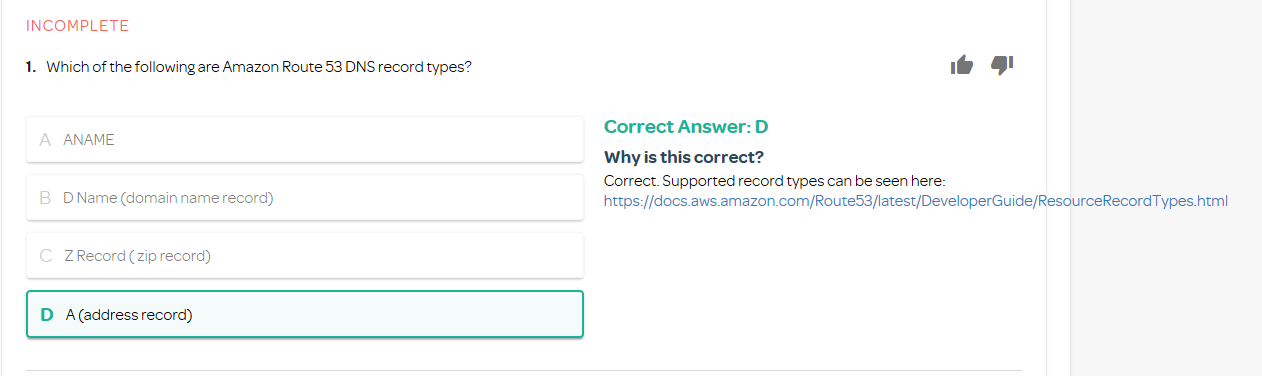 INCOMPLETE
1. Which of the following are Amazon Route 53 DNS record types?
A ANAME
B D Name (domain name record)
C Z Record ( zip record)
D A (address record)
Correct Answer: D
Why is this correct?
Correct. Supported record types can be seen here:
https://docs.aws.amazon.com/Route53/latest/DeveloperGuide/ResourceRecordTypes.html